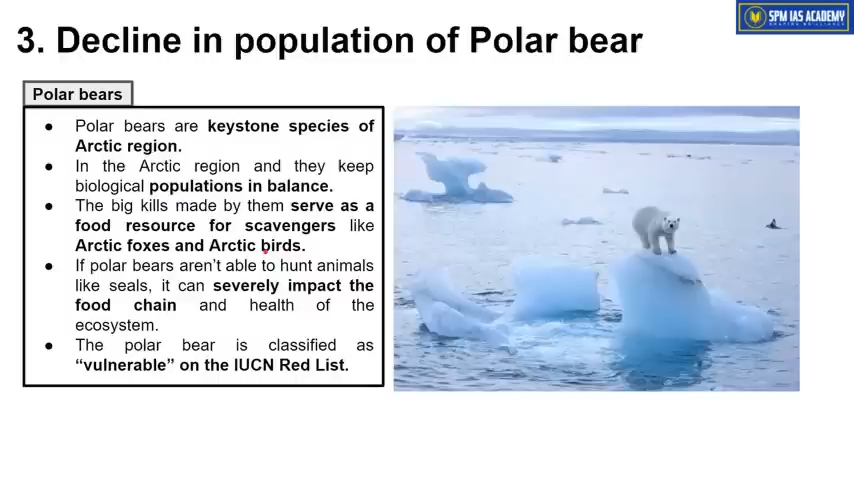 SPM IAS ACADEMY
3. Decline in population of Polar bear
Polar bears
● Polar bears are keystone species of
Arctic region.
● In the Arctic region and they keep
biological populations in balance.
● The big kills made by them serve as a
food resource for scavengers like
Arctic foxes and Arctic birds.
● If polar bears aren’t able to hunt animals
like seals, it can severely impact the
food chain and health of the
ecosystem.
● The polar bear is classified as
“vulnerable” on the IUCN Red List.